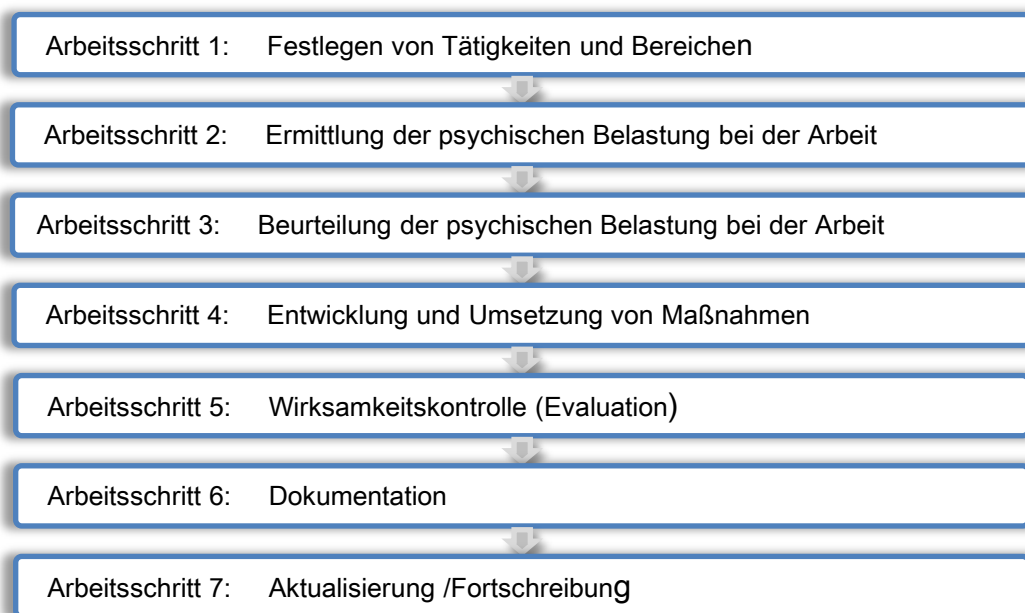 Arbeitsschritt 1: Festlegen von Tätigkeiten und Bereichen
Arbeitsschritt 2: Ermittlung der psychischen Belastung bei der Arbeit
Arbeitsschritt 3: Beurteilung der psychischen Belastung bei der Arbeit
Arbeitsschritt 4: Entwicklung und Umsetzung von Maßnahmen
Arbeitsschritt 5: Wirksamkeitskontrolle (Evaluation)
Arbeitsschritt 6: Dokumentation
Arbeitsschritt 7: Aktualisierung /Fortschreibung